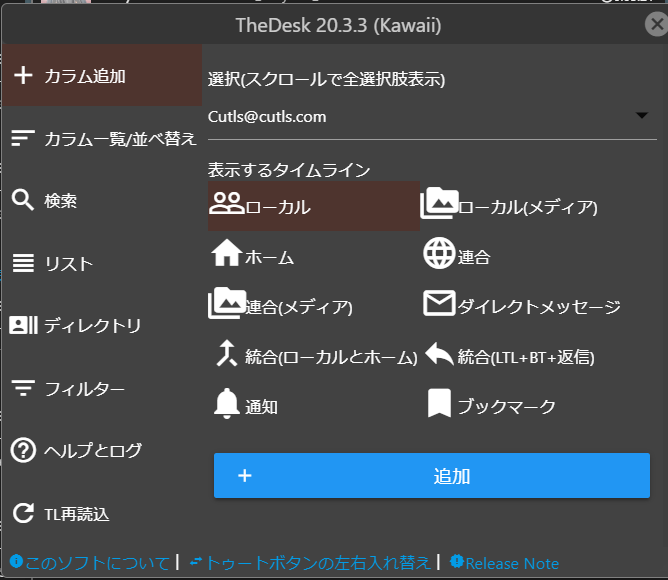 TheDesk 20.3.3 (Kawaii)
カラム追加
カラム一覧/並べ替え
検索
リスト
ディレクトリ
フィルター
ヘルプとログ
TL再読込
選択(スクロールで全選択肢表示)
Cutls@cutls.com
表示するタイムライン
ローカル ローカル(メディア)
ホーム 連合
連合(メディア) ダイレクトメッセージ
統合(ローカルとホーム) 統合(LTL+BT+返信)
通知 ブックマーク
+ 追加
このソフトについて | トゥートボタンの左右入れ替え | Release Note